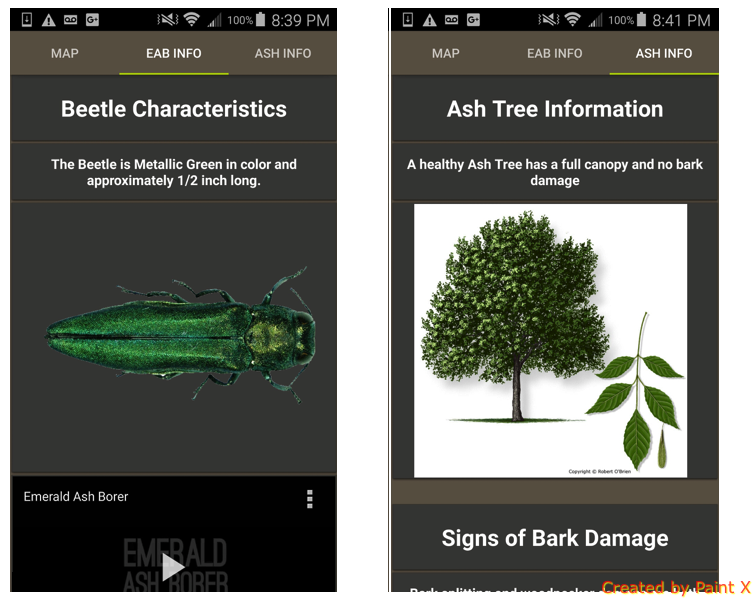 100% 8:39 PM
MAP EAB INFO ASH INFO
Beetle Characteristics
The Beetle is Metallic Green in color and
approximately 1/2 inch long.
Emerald Ash Borer
EMERALD
ASH BORER
G+ 100% 8:41 PM
MAP EAB INFO ASH INFO
Ash Tree Information
A healthy Ash Tree has a full canopy and no bark
damage
Copyright © Robert O'Brien
Signs of Bark Damage
Bark splitting and woodpecker
Created by Paint X